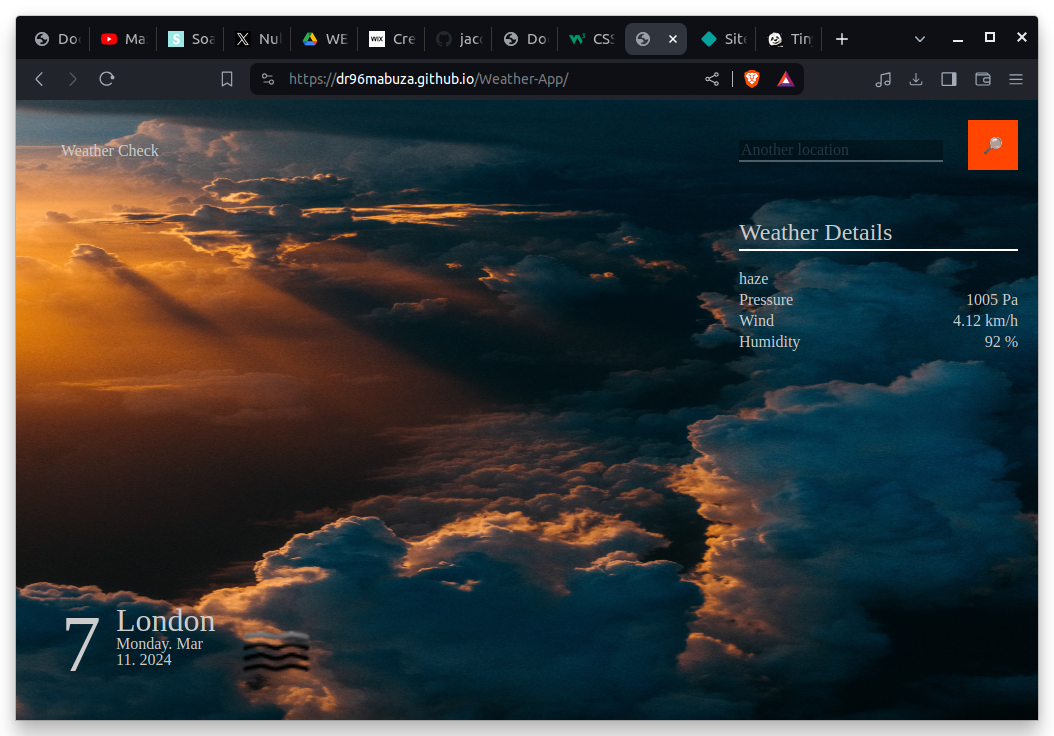 Do
Ma
Soa
Nul
WE
Cre
jac
Do
CSS
Site
Tin
https://dr96mabuza.github.io/Weather-App/
Weather Check
Another location
Weather Details
haze
Pressure 1005 Pa
Wind 4.12 km/h
Humidity 92 %
7
London
Monday. Mar
11. 2024